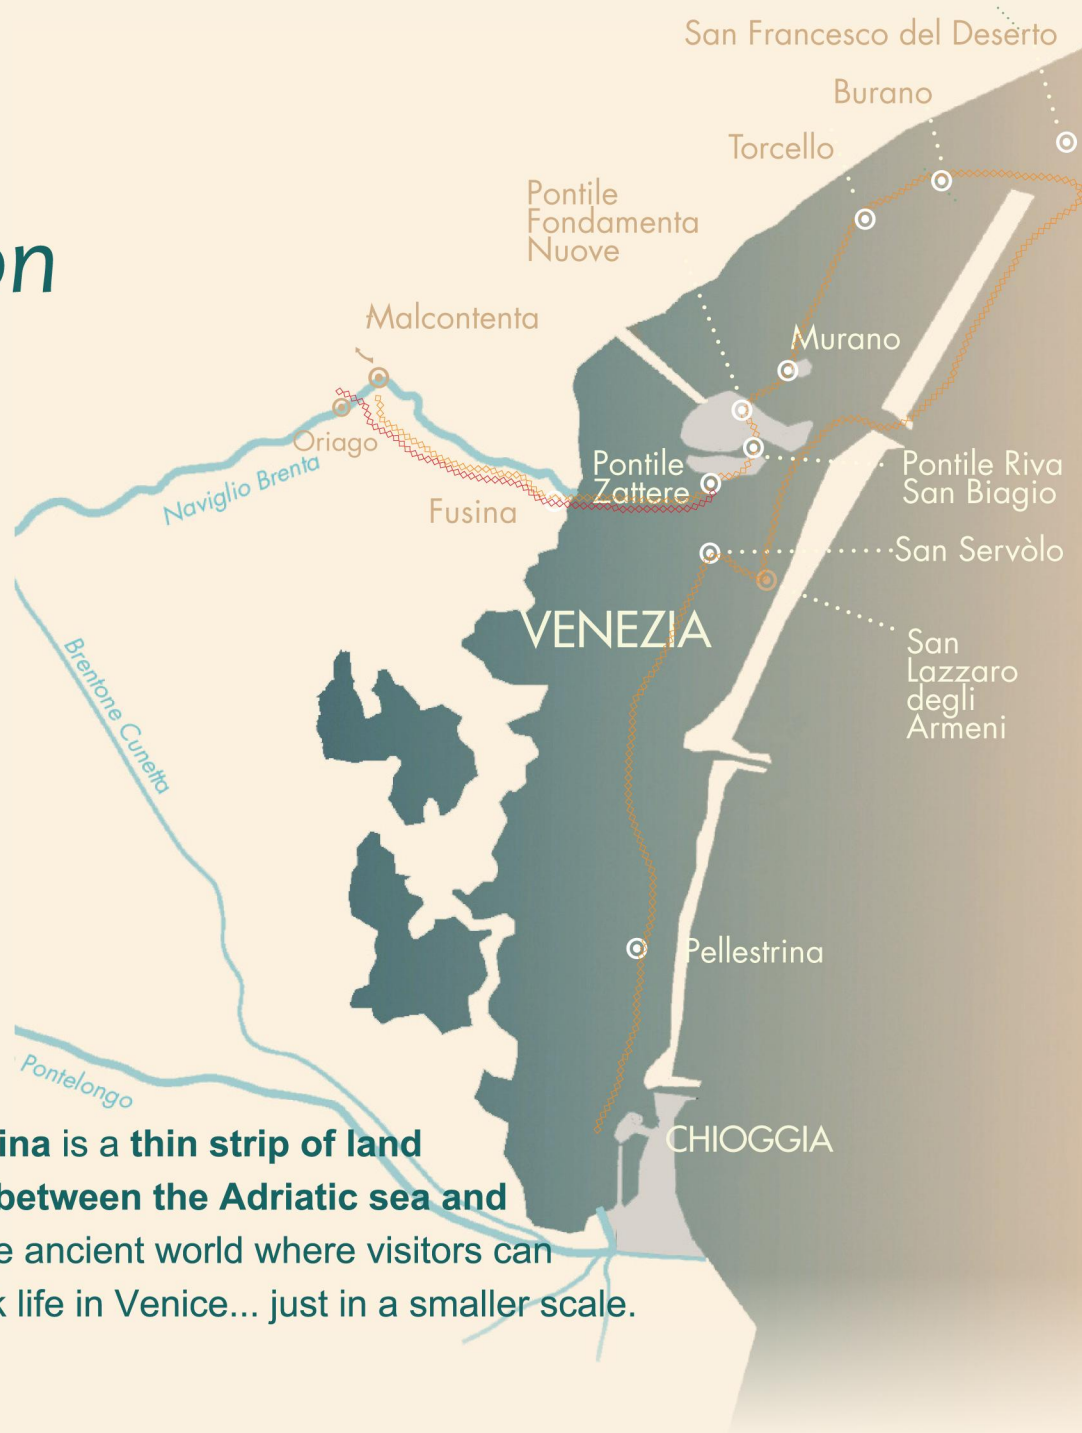 San Francesco del Deserto
Burano
Torcello
Pontile
Fondamenta
Nuove
on
Malcontenta
Murano
Oriago
Naviglio Brenta
Pontile
Zattere
Pontile Riva
San Biagio
Fusina
San Servòlo
VENEZIA
San
Lazzaro
degli
Armeni
Brentone Cunetta
Pellestrina
Pontelongo
CHIOGGIA
ina is a thin strip of land
between the Adriatic sea and
e ancient world where visitors can
k life in Venice... just in a smaller scale.